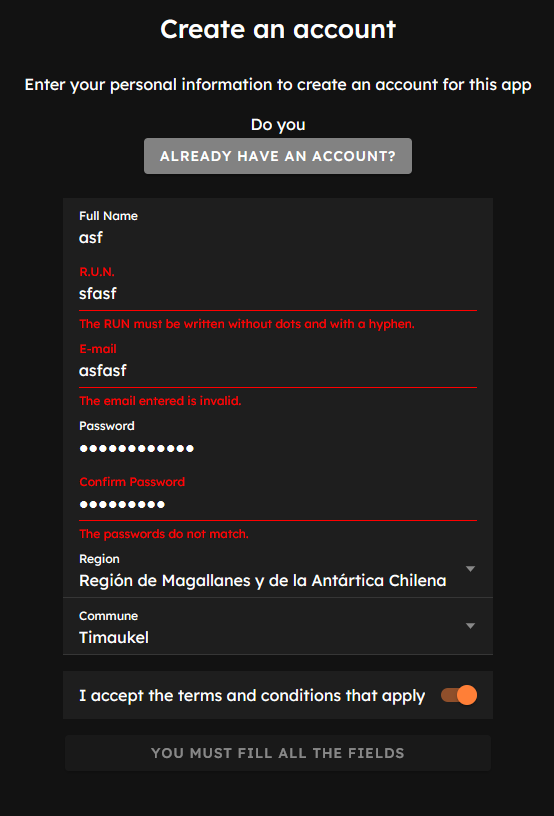 Create an account
Enter your personal information to create an account for this app
Do you
ALREADY HAVE AN ACCOUNT?
Full Name
asf
R.U.N.
sfasf
The RUN must be written without dots and with a hyphen.
E-mail
asfasf
The email entered is invalid.
Password
●●●●●●●●●●●●
Confirm Password
●●●●●●●●●
The passwords do not match.
Region
Región de Magallanes y de la Antártica Chilena
Commune
Timaukel
I accept the terms and conditions that apply
YOU MUST FILL ALL THE FIELDS